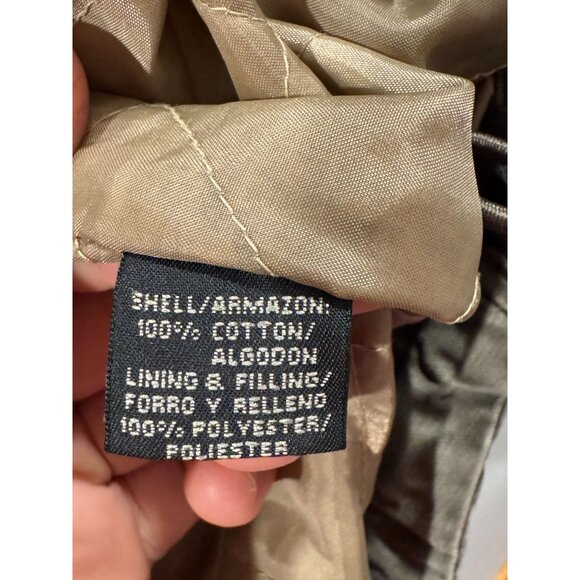 SHELL/ARMAZON:
100% COTTON/
ALGODON
LINING & FILLING/
FORRO Y RELLENO
100% POLYESTER/
POLIESTER